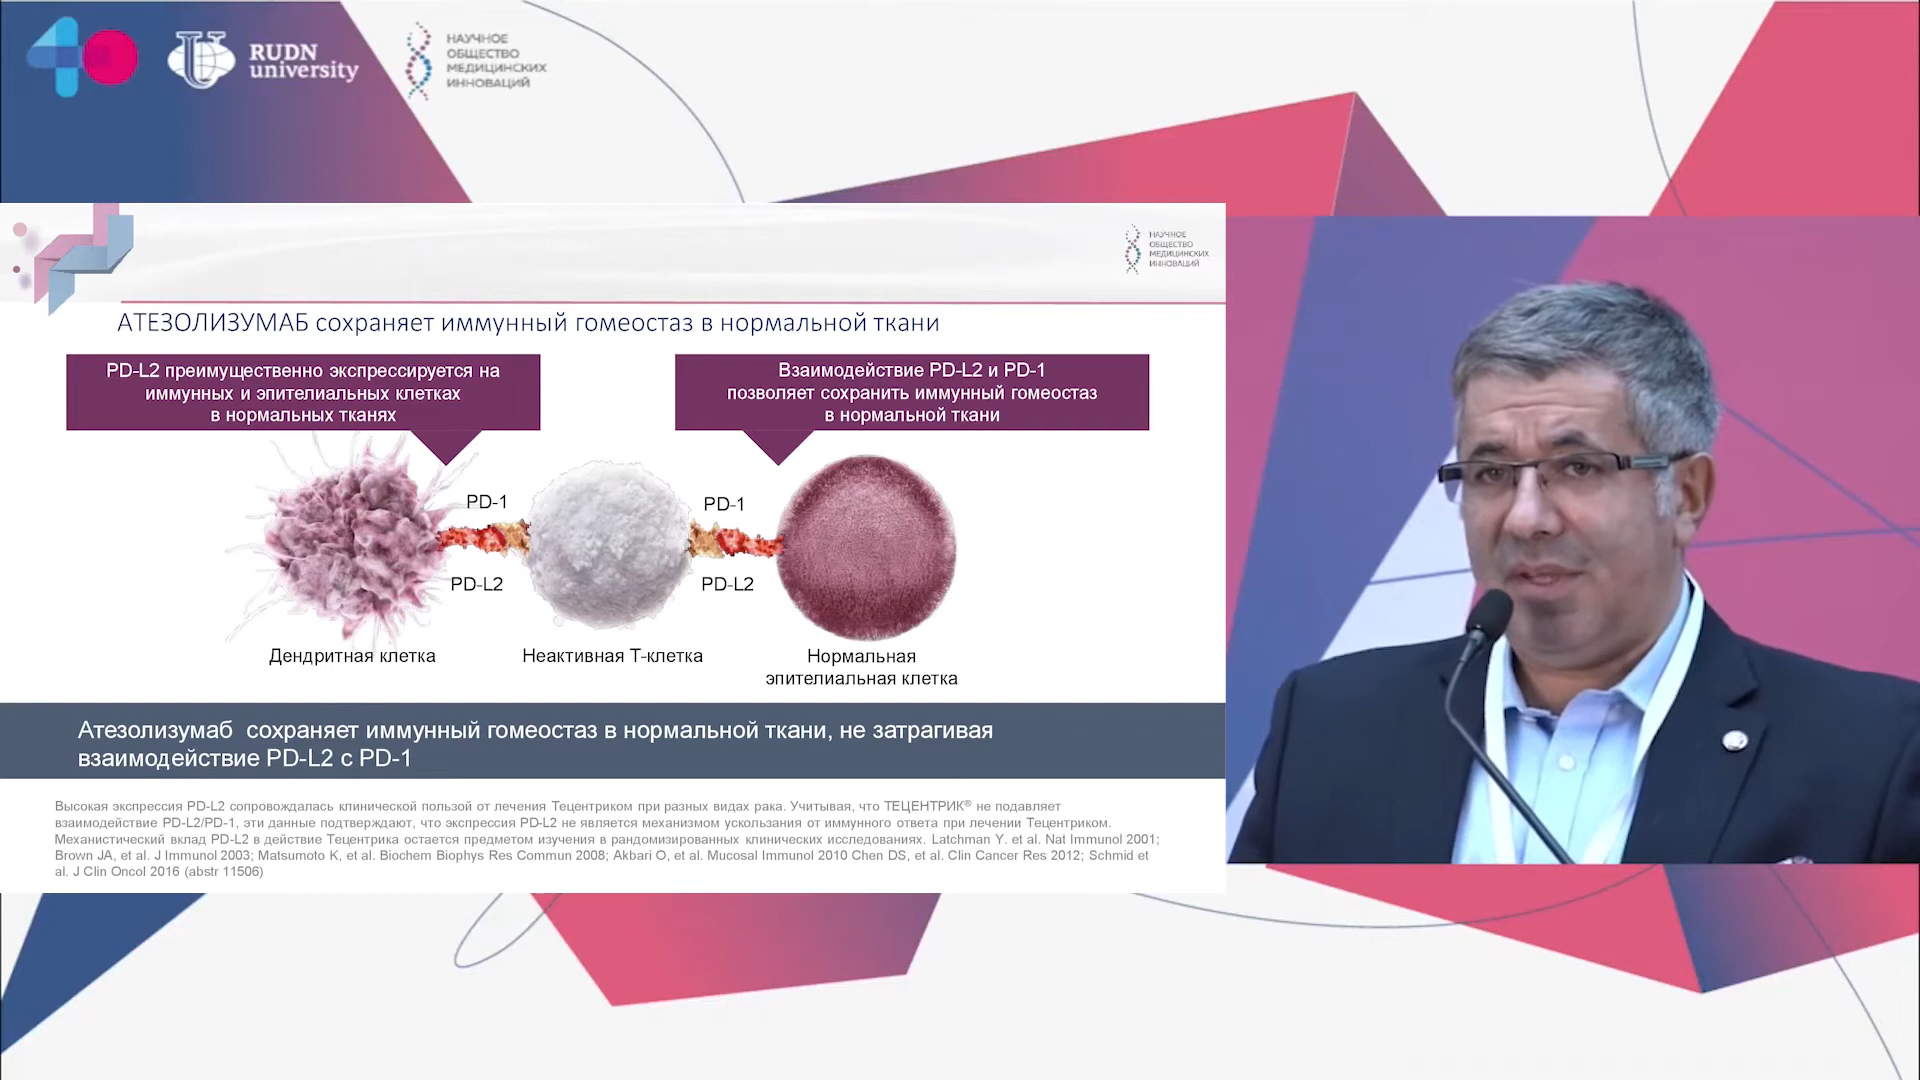 40
RUDN
university
НАУЧНОЕ
ОБЩЕСТВО
МЕДИЦИНСКИХ
ИННОВАЦИЙ
НАУЧНОЕ
ОБЩЕСТВО
МЕДИЦИНСКИХ
ИННОВАЦИЙ
АТЕЗОЛИЗУМАБ сохраняет иммунный гомеостаз в нормальной ткани
PD-L2 преимущественно экспрессируется на
иммунных и эпителиальных клетках
в нормальных тканях
Взаимодействие PD-L2 и PD-1
позволяет сохранить иммунный гомеостаз
в нормальной ткани
PD-1
PD-1
PD-L2
PD-L2
Дендритная клетка
Неактивная Т-клетка
Нормальная
эпителиальная клетка
Атезолизумаб сохраняет иммунный гомеостаз в нормальной ткани, не затрагивая
взаимодействие PD-L2 с PD-1
Высокая экспрессия PD-L2 сопровождалась клинической пользой от лечения Тецентриком при разных видах рака. Учитывая, что ТЕЦЕНТРИК® не подавляет
взаимодействие PD-L2/PD-1, эти данные подтверждают, что экспрессия PD-L2 не является механизмом ускользания от иммунного ответа при лечении Тецентриком.
Механистический вклад PD-L2 в действие Тецентрика остается предметом изучения в рандомизированных клинических исследованиях. Latchman Y. et al. Nat Immunol 2001;
Brown JA, et al. J Immunol 2003; Matsumoto K, et al. Biochem Biophys Res Commun 2008; Akbari O, et al. Mucosal Immunol 2010 Chen DS, et al. Clin Cancer Res 2012; Schmid et
al. J Clin Oncol 2016 (abstr 11506)